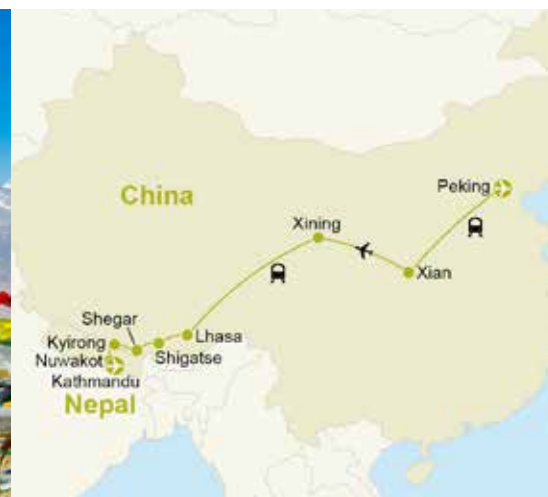 Peking
China
Xining
Xian
Shegar
Lhasa
Kyirong
Shigatse
Nuwakot
Kathmandu
Nepal